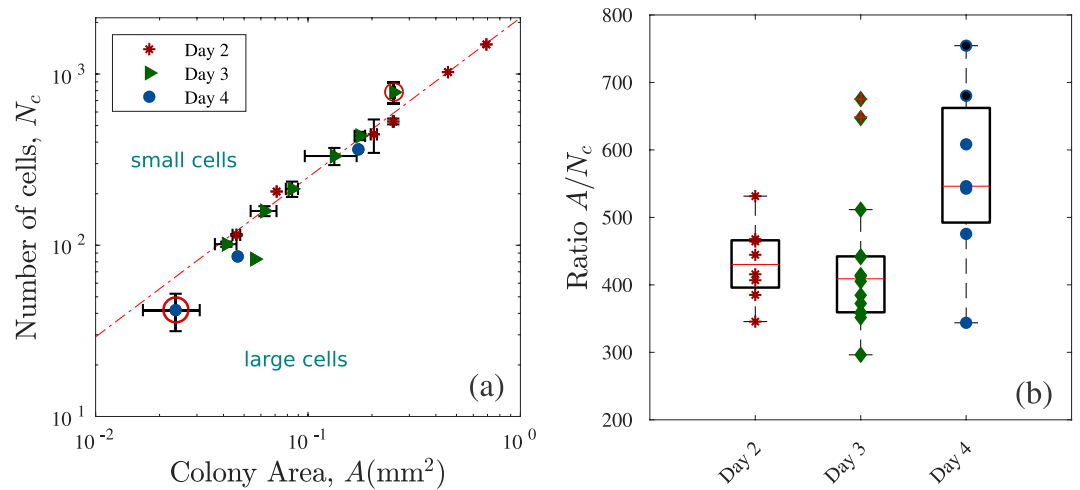 Number of cells, N_c
10^3
10^2
10^1
Day 2
Day 3
Day 4
small cells
large cells
(a)
10^-2
10^-1
10^0
Colony Area, A(mm^2)
Ratio A/N_c
800
700
600
500
400
300
200
(b)
Day 2
Day 3
Day 4